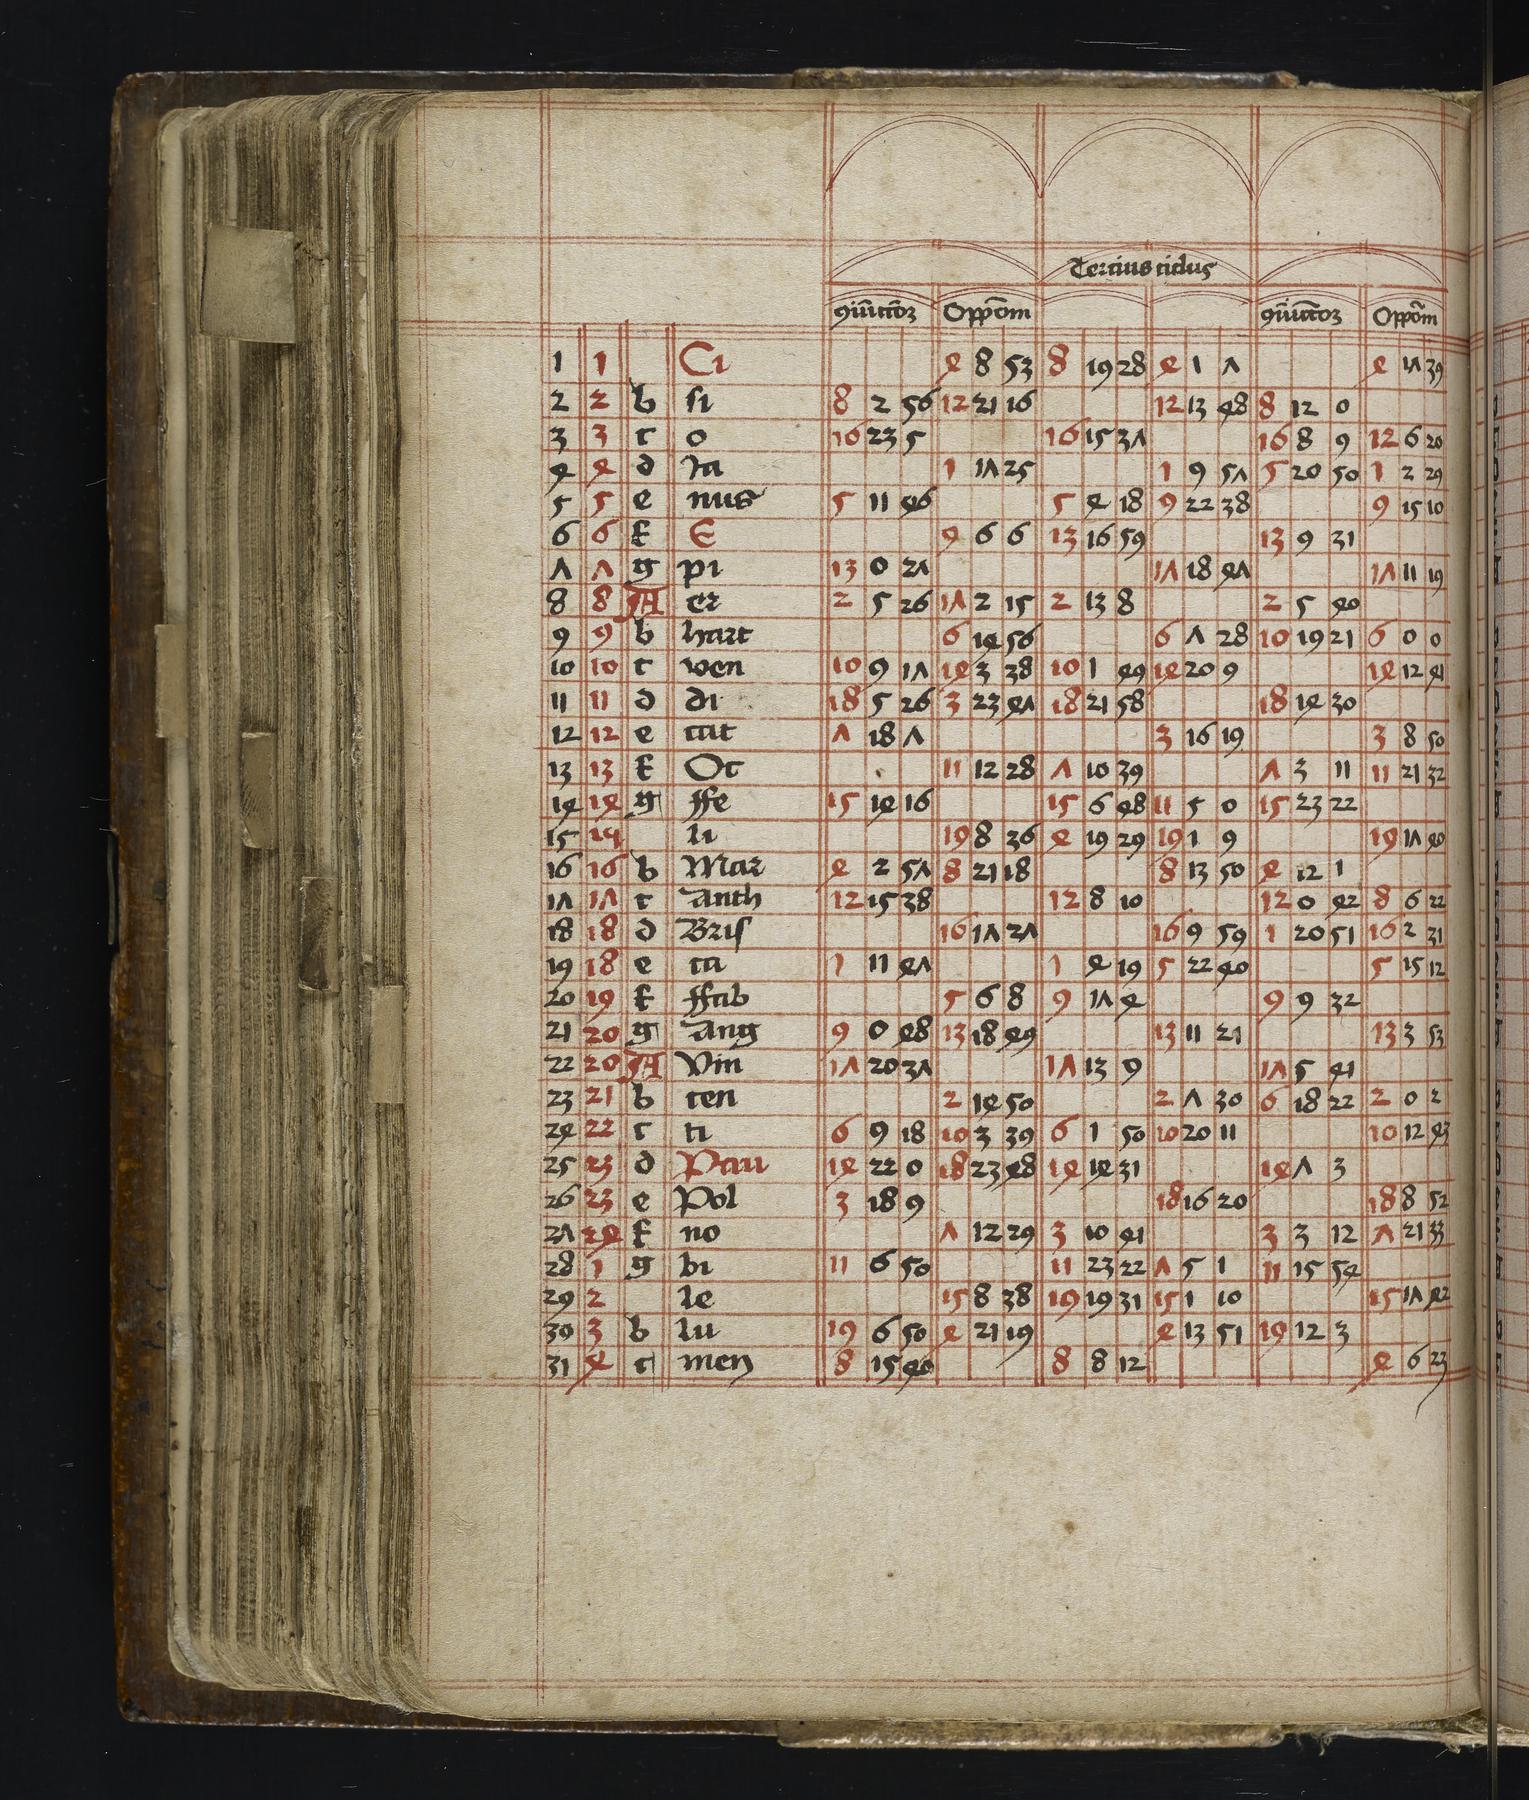 Tercius ciclus
9iũctõꝫ Oppõm 9iũctõꝫ Oppõm
1 1 Ci 4 8 53 8 19 28 4 1 7 4 17 39
2 2 b si 8 2 56 12 21 16 12 13 48 8 12 0
3 3 c o 16 23 5 16 15 37 16 8 9 12 6 20
4 4 d Ja 1 17 25 1 9 57 5 20 50 1 2 29
5 5 e nus 5 11 46 5 4 18 9 22 38 9 15 10
6 6 f E 9 6 6 13 16 59 13 9 31
7 7 g pi 13 0 27 17 18 47 17 11 19
8 8 A er 2 5 26 17 2 15 2 13 8 2 5 40
9 9 b hart 6 14 56 6 7 28 10 19 21 6 0 0
10 10 c wen 10 9 17 14 3 38 10 1 49 14 20 9 14 12 41
11 11 d di 18 5 26 3 23 47 18 21 58 18 14 30
12 12 e cat 7 18 7 3 16 19 3 8 50
13 13 f Oc 11 12 28 7 10 39 7 3 11 11 21 32
14 14 g ffe 15 14 16 15 6 48 11 5 0 15 23 22
15 14 li 19 8 36 4 19 29 19 1 9 19 17 40
16 16 b Mar 4 2 57 8 21 18 8 13 50 4 12 1
17 17 c Anth 12 15 38 12 8 10 12 0 42 8 6 22
18 18 d Bris 16 17 27 16 9 59 1 20 51 16 2 31
19 18 e ca 1 11 47 1 4 19 5 22 40 5 15 12
20 19 f ffab 5 6 8 9 17 4 9 9 32
21 20 g Ang 9 0 48 13 18 49 13 11 21 13 3 53
22 20 A Vin 17 20 37 17 13 9 17 5 41
23 21 b cen 2 14 50 2 7 30 6 18 22 2 0 2
24 22 c ti 6 9 18 10 3 39 6 1 50 10 20 11 10 12 43
25 23 d Pau 14 22 0 18 23 48 14 14 31 14 7 3
26 23 e Pol 3 18 9 18 16 20 18 8 52
27 24 f no 7 12 29 3 10 41 3 3 12 7 21 33
28 1 g bi 11 6 50 11 23 22 7 5 1 11 15 54
29 2 le 15 8 38 19 19 31 15 1 10 15 17 42
30 3 b lu 19 6 50 4 21 19 4 13 51 19 12 3
31 4 c men 8 15 40 8 8 12 4 6 23